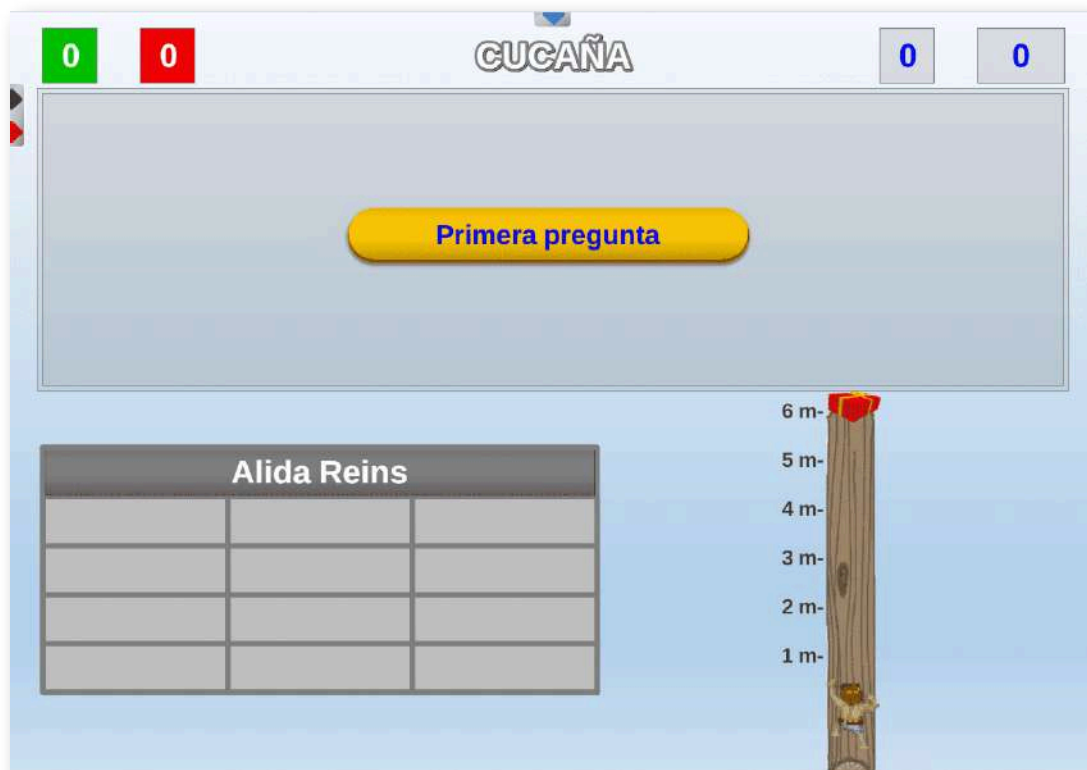 0 0 CUCAÑA 0 0
Primera pregunta
6 m-
5 m-
Alida Reins
4 m-
3 m-
2 m-
1 m-